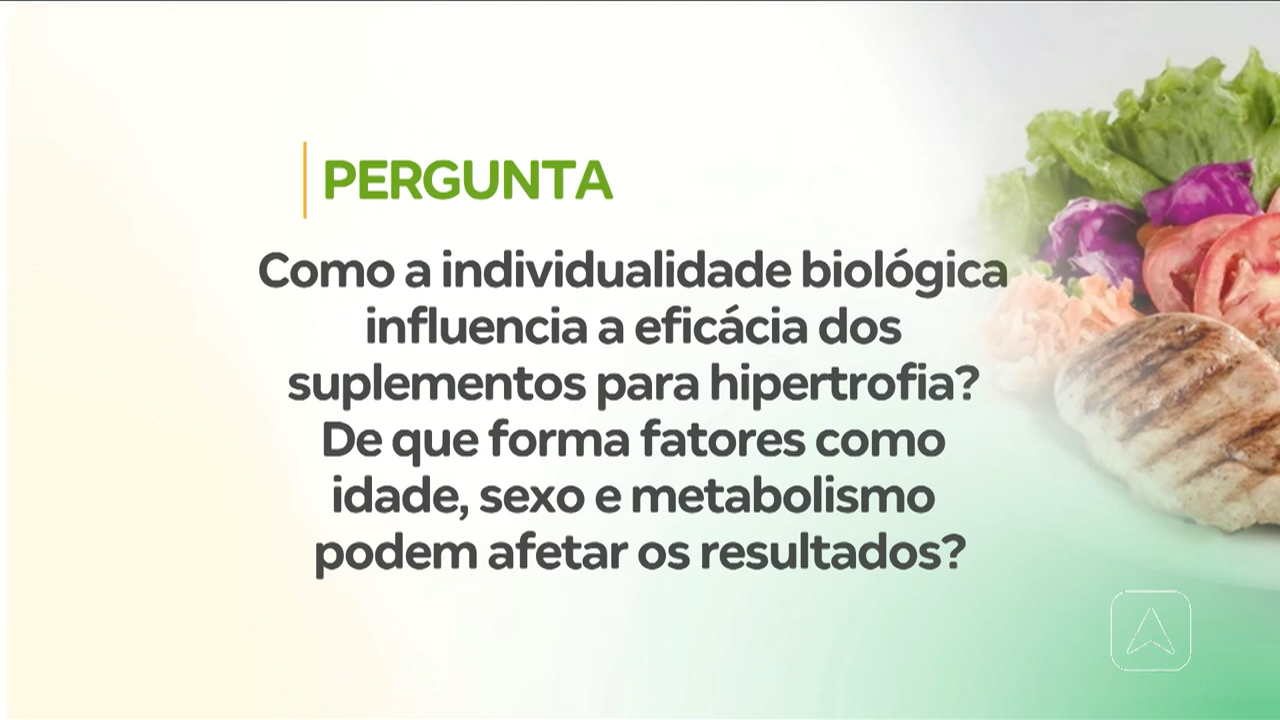 PERGUNTA
Como a individualidade biológica
influencia a eficácia dos
suplementos para hipertrofia?
De que forma fatores como
idade, sexo e metabolismo
podem afetar os resultados?